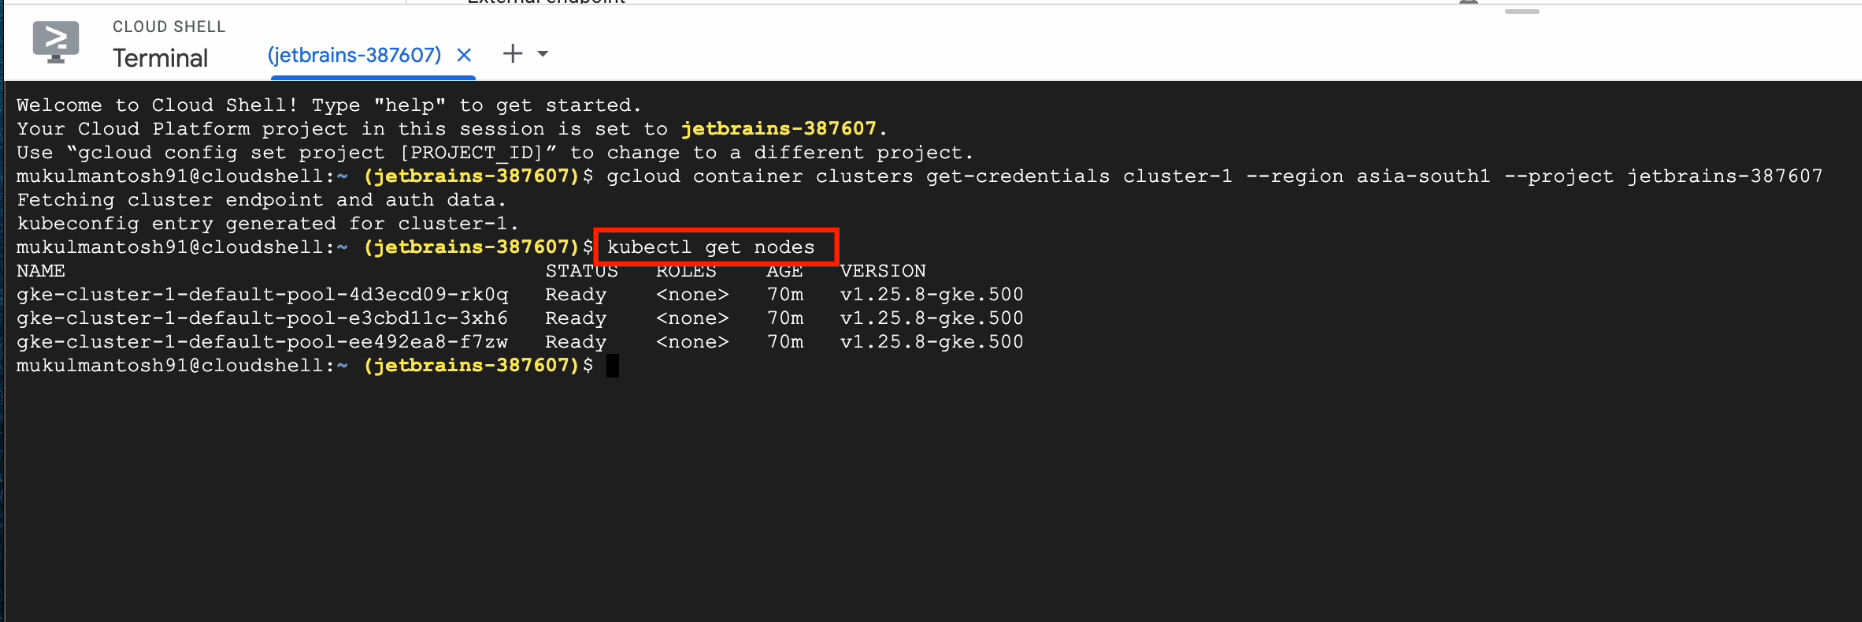 External endpoint
CLOUD SHELL
Terminal
(jetbrains-387607)
Welcome to Cloud Shell! Type "help" to get started.
Your Cloud Platform project in this session is set to jetbrains-387607.
Use “gcloud config set project [PROJECT_ID]” to change to a different project.
mukulmantosh91@cloudshell:~ (jetbrains-387607)$ gcloud container clusters get-credentials cluster-1 --region asia-south1 --project jetbrains-387607
Fetching cluster endpoint and auth data.
kubeconfig entry generated for cluster-1.
mukulmantosh91@cloudshell:~ (jetbrains-387607)$ kubectl get nodes
NAME STATUS ROLES AGE VERSION
gke-cluster-1-default-pool-4d3ecd09-rk0q Ready <none> 70m v1.25.8-gke.500
gke-cluster-1-default-pool-e3cbd11c-3xh6 Ready <none> 70m v1.25.8-gke.500
gke-cluster-1-default-pool-ee492ea8-f7zw Ready <none> 70m v1.25.8-gke.500
mukulmantosh91@cloudshell:~ (jetbrains-387607)$